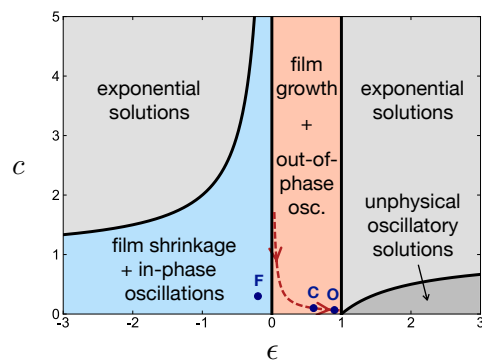 5
4
3
2
1
0
c
exponential
solutions
film
growth
+
out-of-
phase
osc.
exponential
solutions
unphysical
oscillatory
solutions
film shrinkage
+ in-phase
oscillations
F
C
O
-3
-2
-1
0
1
2
3
ϵ